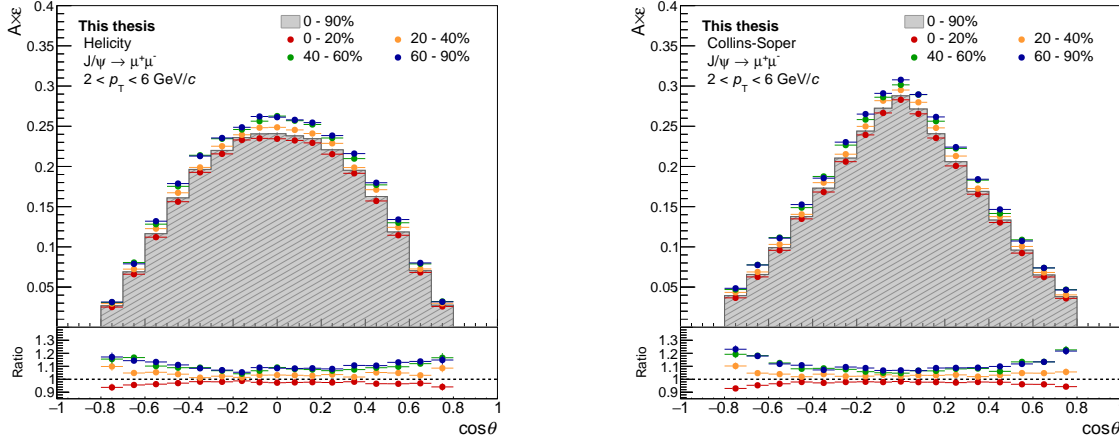 A×ε
0.4
0.35
0.3
0.25
0.2
0.15
0.1
0.05
This thesis
Helicity
J/ψ → μ⁺μ⁻
2 < p_T < 6 GeV/c
0 - 90%
0 - 20%
20 - 40%
40 - 60%
60 - 90%
Ratio
1.3
1.2
1.1
1
0.9
−1 −0.8 −0.6 −0.4 −0.2 0 0.2 0.4 0.6 0.8 1
cosθ
A×ε
0.4
0.35
0.3
0.25
0.2
0.15
0.1
0.05
This thesis
Collins-Soper
J/ψ → μ⁺μ⁻
2 < p_T < 6 GeV/c
0 - 90%
0 - 20%
20 - 40%
40 - 60%
60 - 90%
Ratio
1.3
1.2
1.1
1
0.9
−1 −0.8 −0.6 −0.4 −0.2 0 0.2 0.4 0.6 0.8 1
cosθ